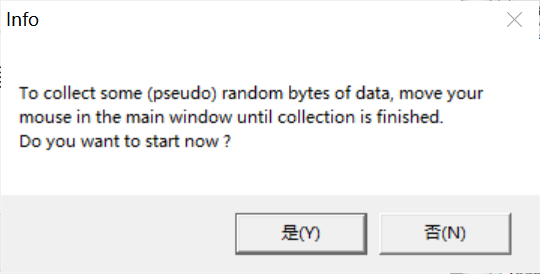 Info
To collect some (pseudo) random bytes of data, move your
mouse in the main window until collection is finished.
Do you want to start now ?
是(Y)
否(N)